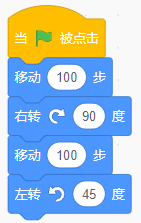 当 被点击
移动 100 步
右转 90 度
移动 100 步
左转 45 度